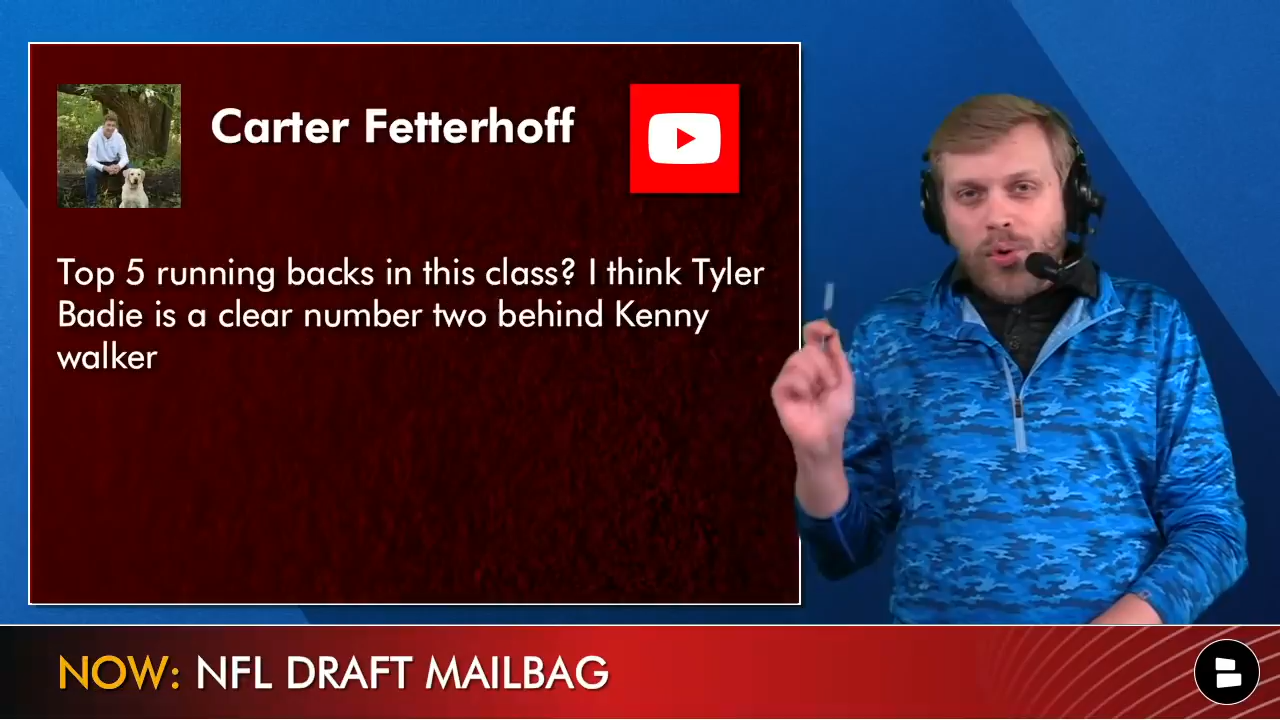 Carter Fetterhoff
Top 5 running backs in this class? I think Tyler
Badie is a clear number two behind Kenny
walker
NOW: NFL DRAFT MAILBAG